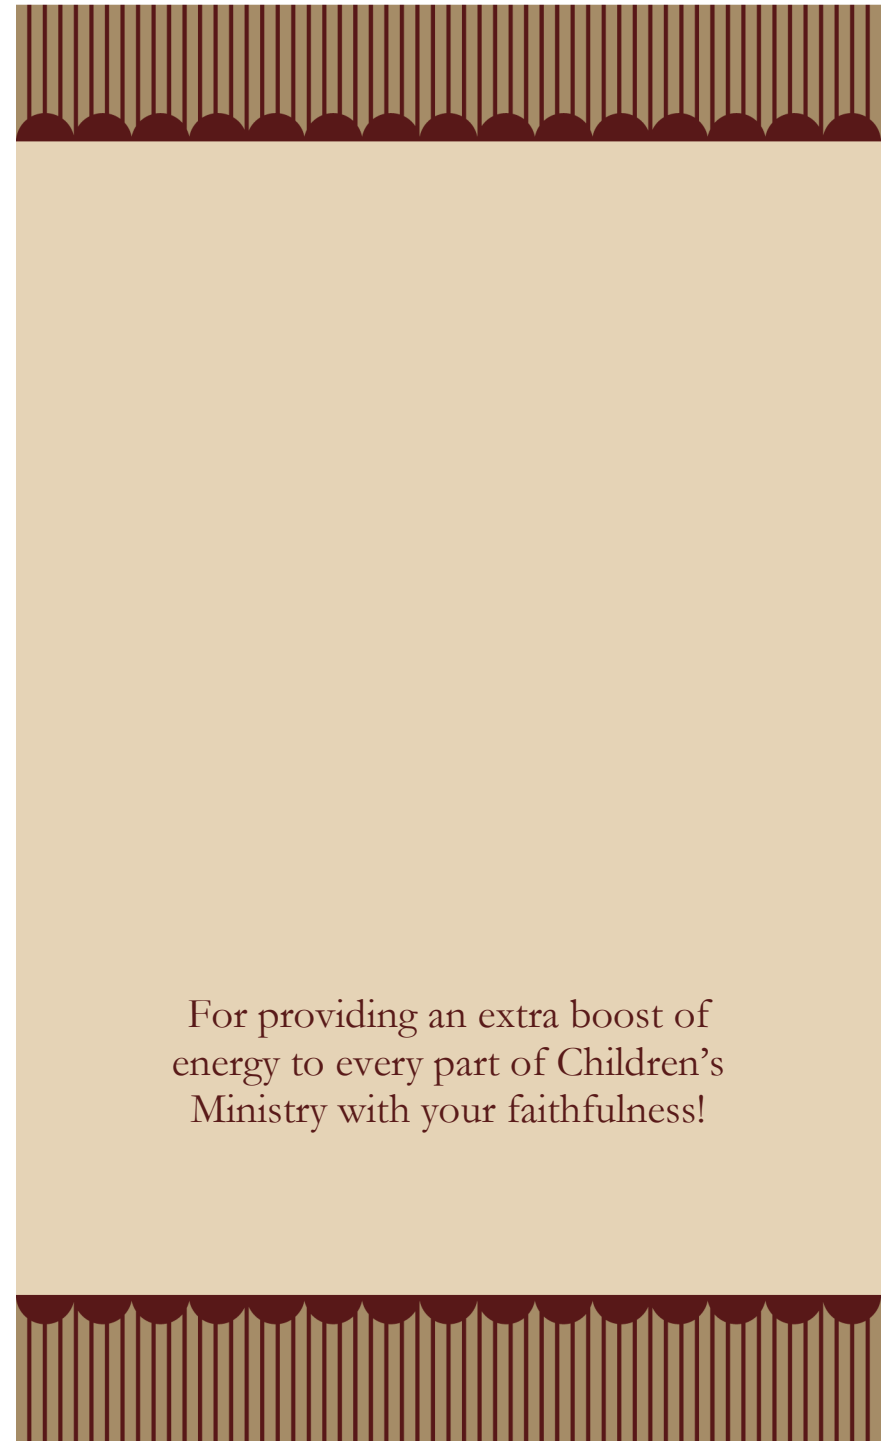 For providing an extra boost of
energy to every part of Children’s
Ministry with your faithfulness!